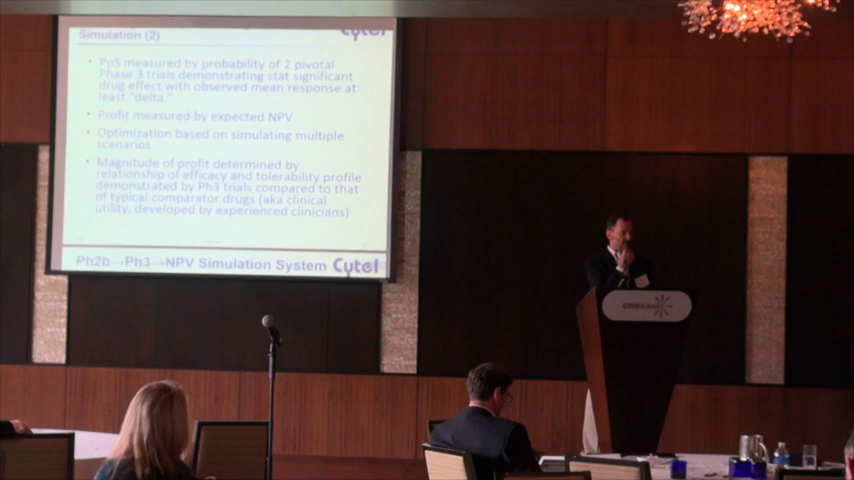 Simulation (2)
Cytel
• PoS measured by probability of 2 pivotal
Phase 3 trials demonstrating stat significant
drug effect with observed mean response at
least "delta."
• Profit measured by expected NPV
• Optimization based on simulating multiple
scenarios
• Magnitude of profit determined by
relationship of efficacy and tolerability profile
demonstrated by Ph3 trials compared to that
of typical comparator drugs (aka clinical
utility, developed by experienced clinicians)
Ph2b→Ph3→NPV Simulation System Cytel